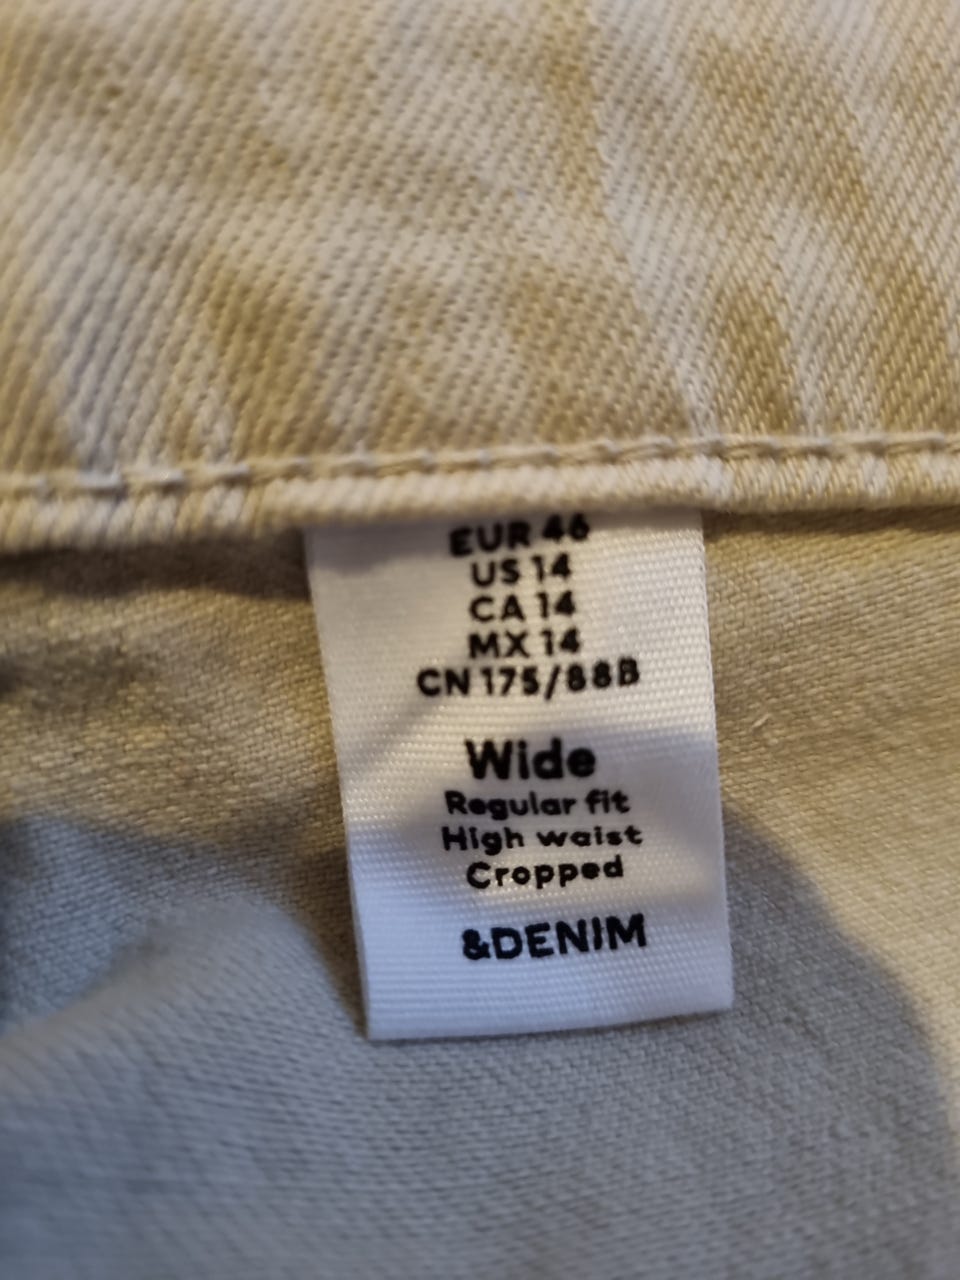 EUR 46
US 14
CA 14
MX 14
CN 175/88B
Wide
Regular fit
High waist
Cropped
&DENIM